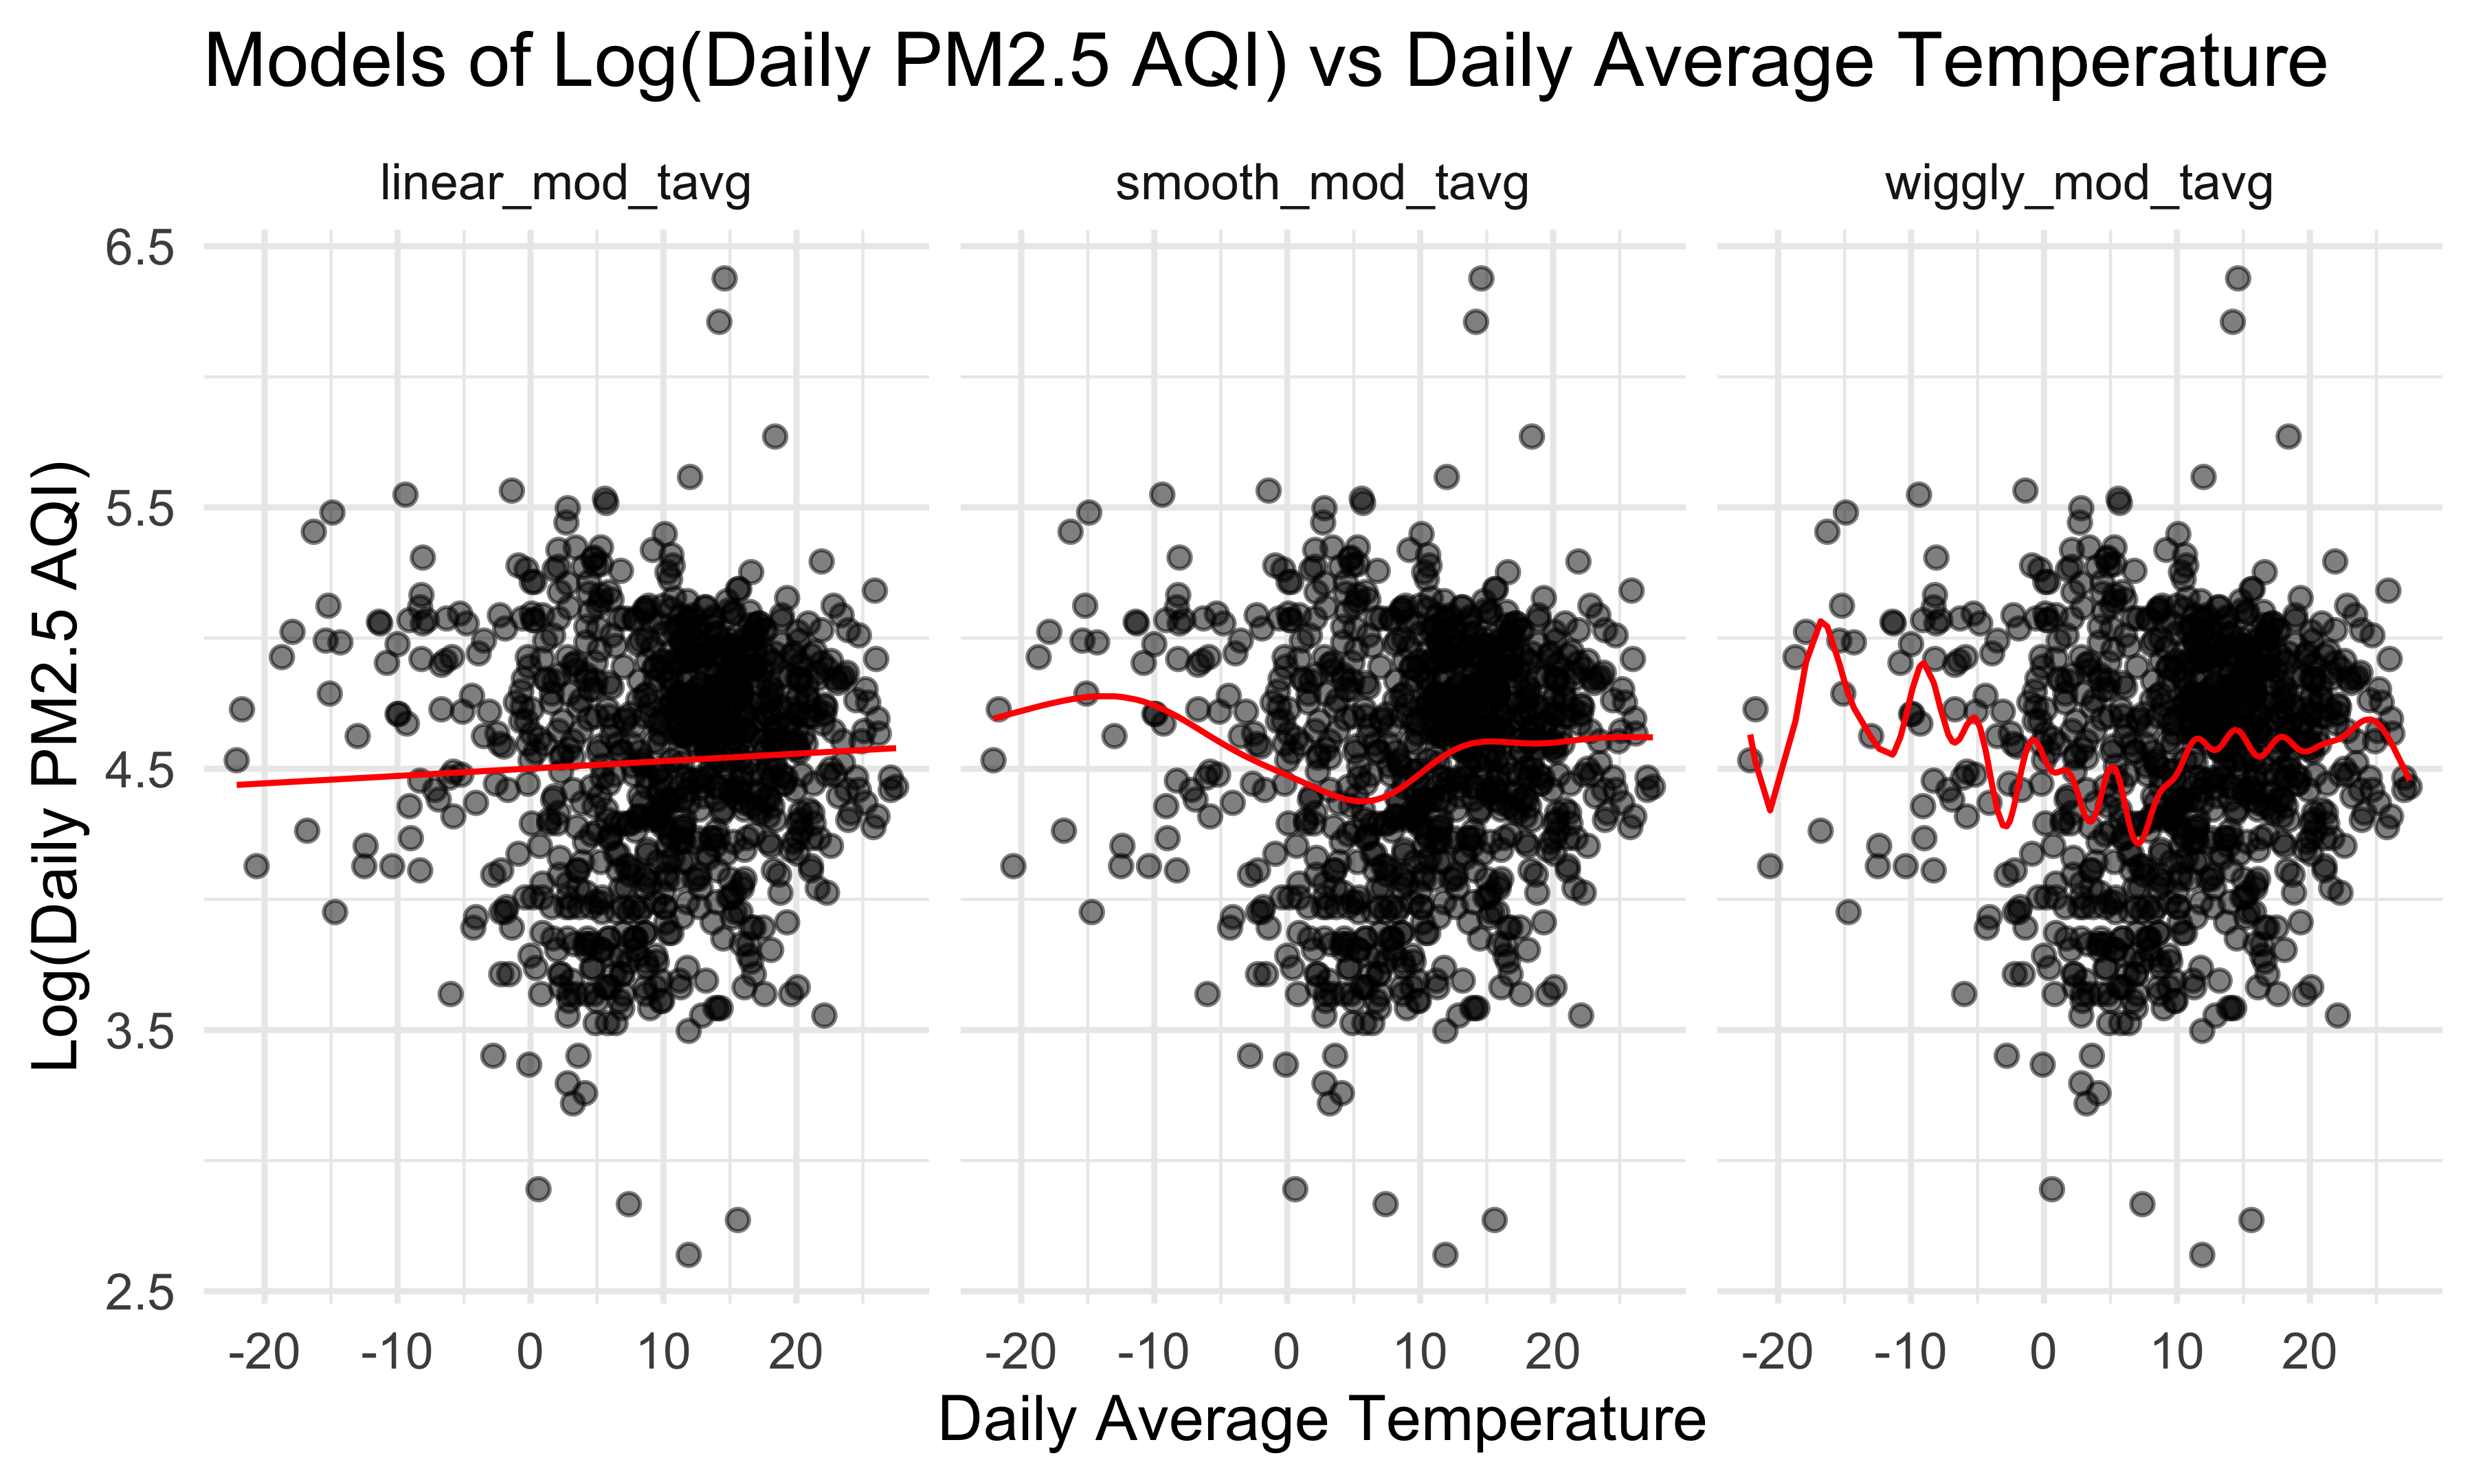 Models of Log(Daily PM2.5 AQI) vs Daily Average Temperature
linear_mod_tavg
smooth_mod_tavg
wiggly_mod_tavg
Log(Daily PM2.5 AQI)
6.5
5.5
4.5
3.5
2.5
-20 -10 0 10 20
-20 -10 0 10 20
-20 -10 0 10 20
Daily Average Temperature